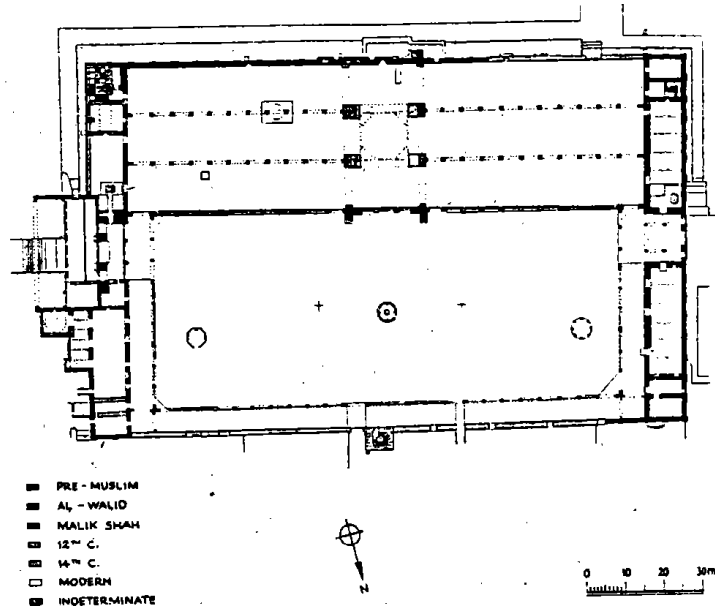 PRE-MUSLIM
AL-WALID
MALIK SHAH
12TH C.
14TH C.
MODERN
INDETERMINATE
N
0 10 20 30m